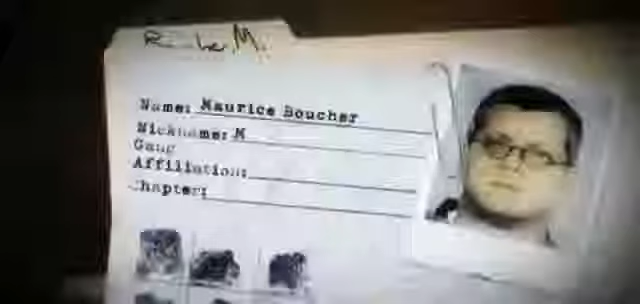 M.
Name: Maurice Boucher
Nickname: M
Gang
Affiliation:
Chapter: